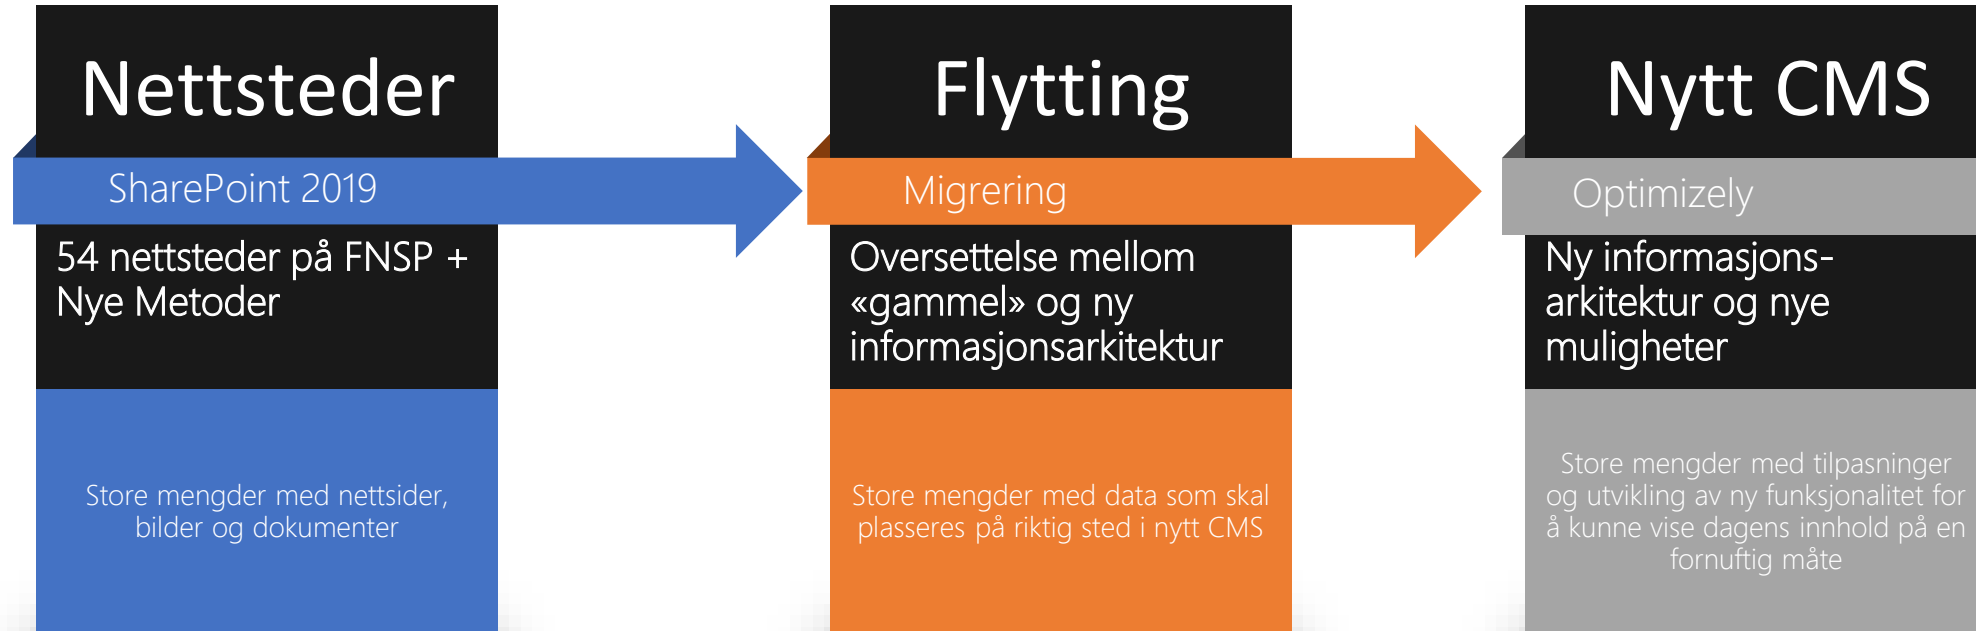 Nettsteder
SharePoint 2019
54 nettsteder på FNSP +
Nye Metoder
Store mengder med nettsider,
bilder og dokumenter
Flytting
Migrering
Oversettelse mellom
«gammel» og ny
informasjonsarkitektur
Store mengder med data som skal
plasseres på riktig sted i nytt CMS
Nytt CMS
Optimizely
Ny informasjons-
arkitektur og nye
muligheter
Store mengder med tilpasninger
og utvikling av ny funksjonalitet for
å kunne vise dagens innhold på en
fornuftig måte